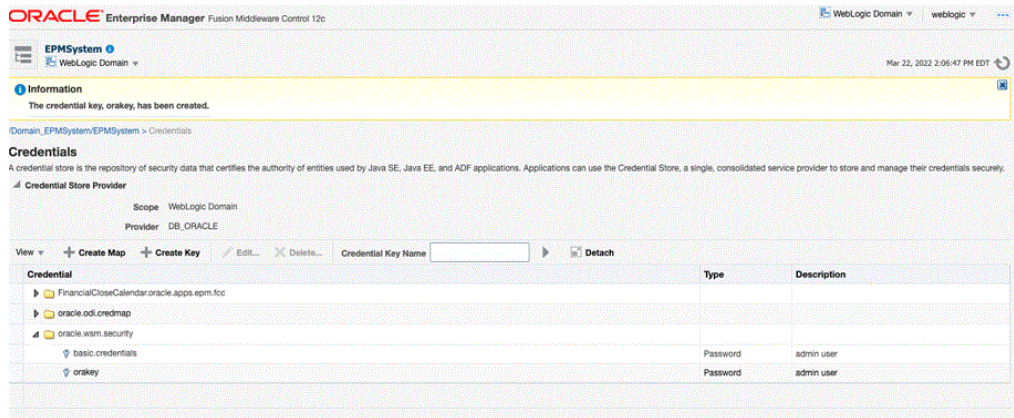 ORACLE Enterprise Manager Fusion Middleware Control 12c
WebLogic Domain weblogic
EPMSystem
WebLogic Domain
Mar 22, 2022 2:06:47 PM EDT
Information
The credential key, orakey, has been created.
/Domain_EPMSystem/EPMSystem > Credentials
Credentials
A credential store is the repository of security data that certifies the authority of entities used by Java SE, Java EE, and ADF applications. Applications can use the Credential Store, a single, consolidated service provider to store and manage their credentials securely.
Credential Store Provider
Scope WebLogic Domain
Provider DB_ORACLE
View Create Map Create Key Edit... Delete... Credential Key Name Detach
Credential Type Description
FinancialCloseCalendar.oracle.apps.epm.fcc
oracle.odi.credmap
oracle.wsm.security
basic.credentials Password admin user
orakey Password admin user